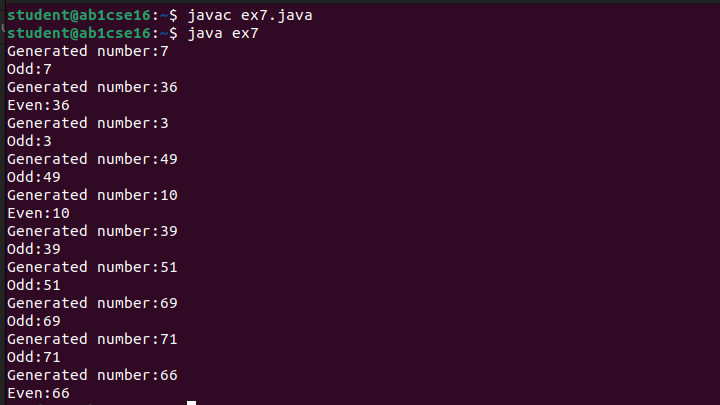 student@ab1cse16:~$ javac ex7.java
student@ab1cse16:~$ java ex7
Generated number:7
Odd:7
Generated number:36
Even:36
Generated number:3
Odd:3
Generated number:49
Odd:49
Generated number:10
Even:10
Generated number:39
Odd:39
Generated number:51
Odd:51
Generated number:69
Odd:69
Generated number:71
Odd:71
Generated number:66
Even:66